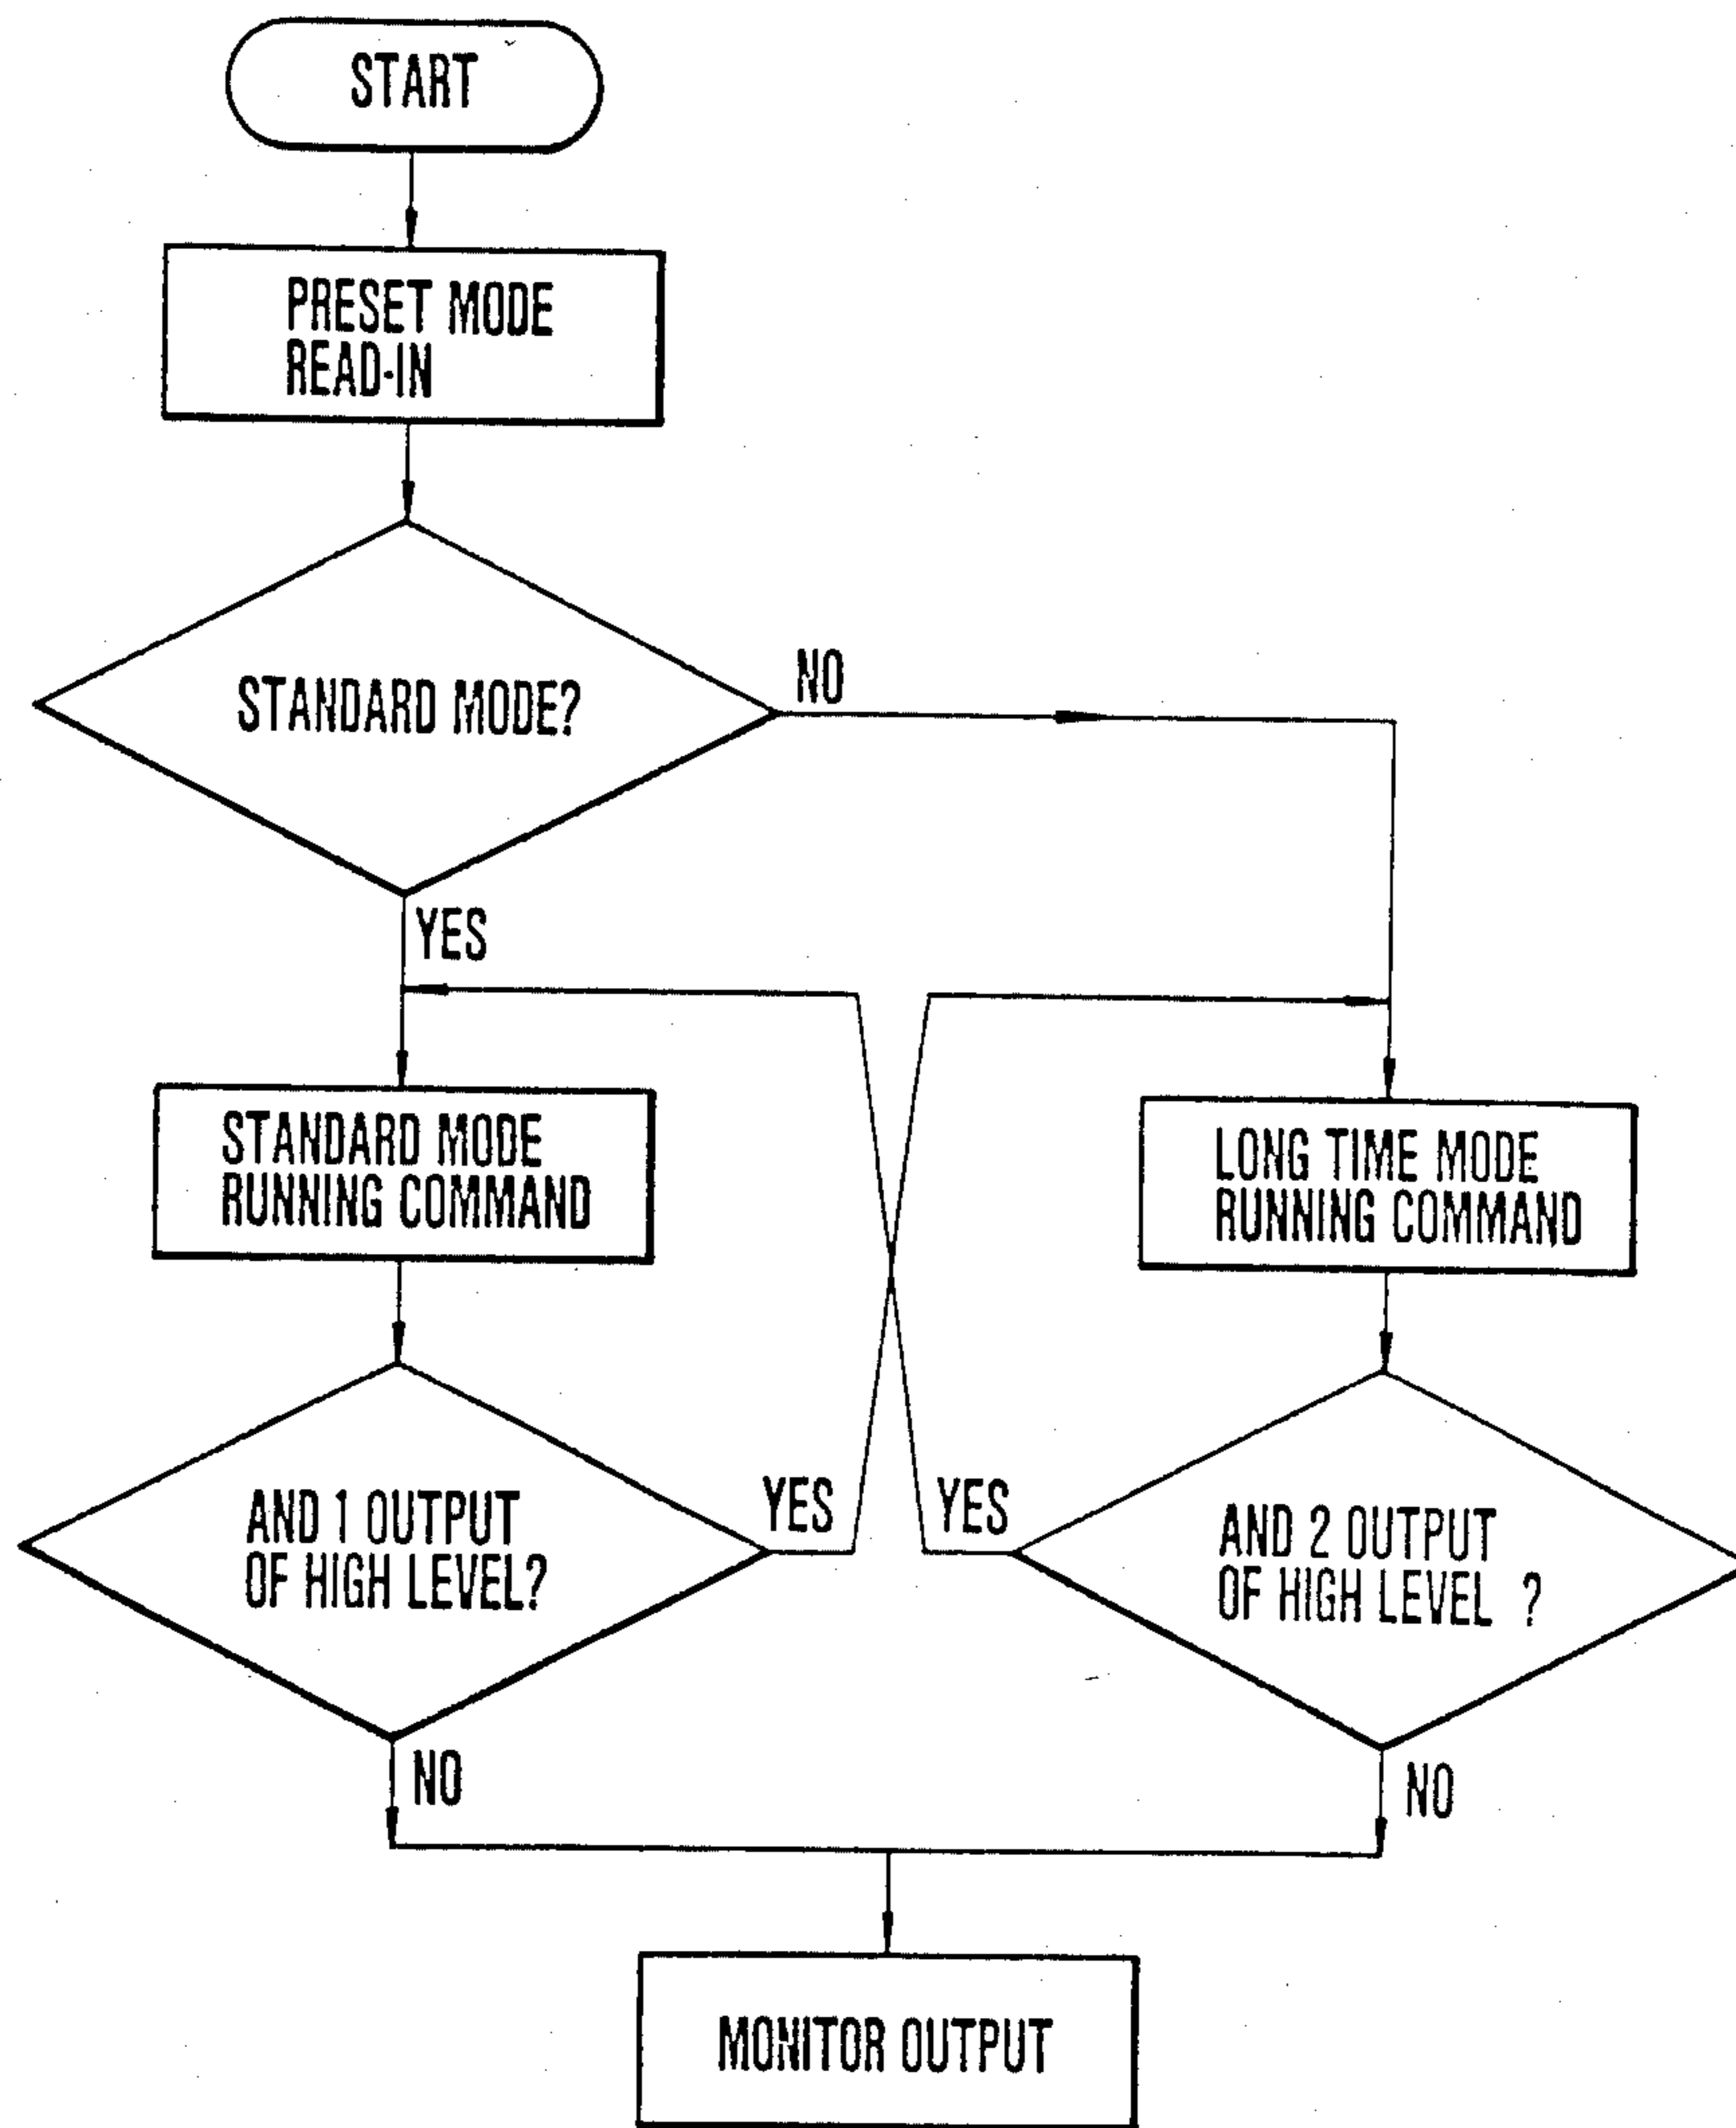 START
PRESET MODE
READ-IN
STANDARD MODE?
NO
YES
STANDARD MODE
RUNNING COMMAND
LONG TIME MODE
RUNNING COMMAND
AND 1 OUTPUT
OF HIGH LEVEL?
YES
YES
AND 2 OUTPUT
OF HIGH LEVEL ?
NO
NO
MONITOR OUTPUT